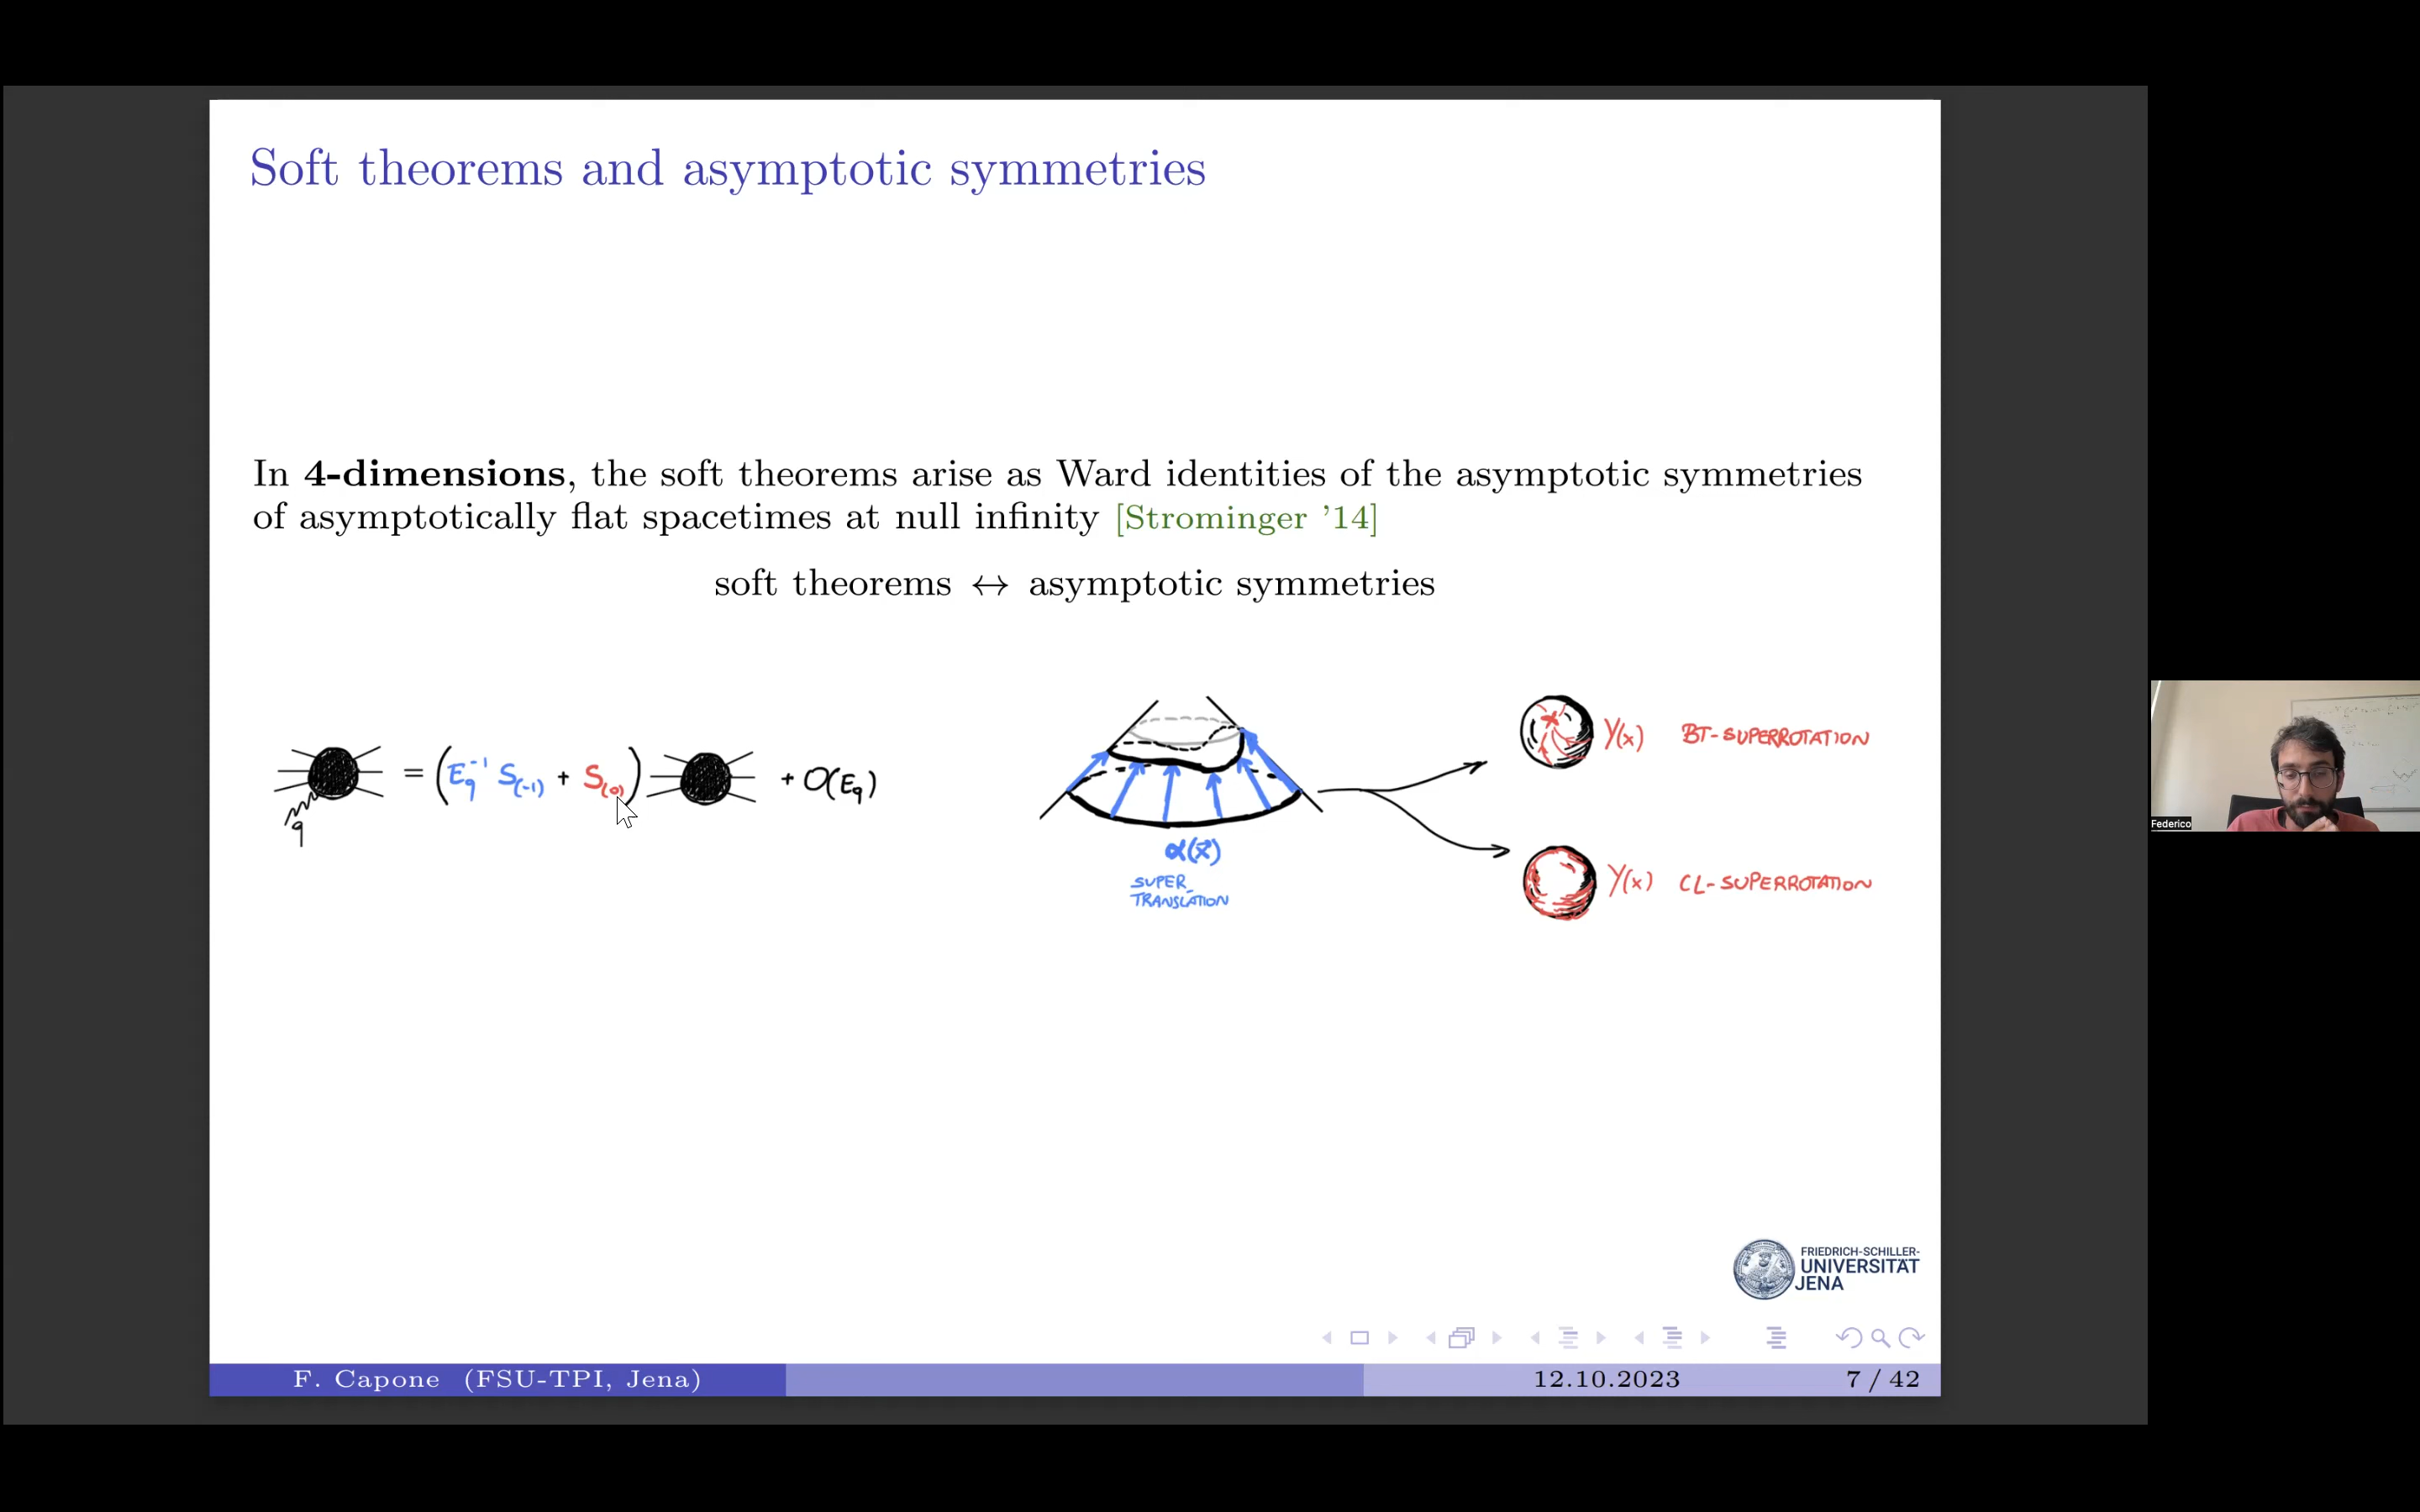 Soft theorems and asymptotic symmetries
In 4-dimensions, the soft theorems arise as Ward identities of the asymptotic symmetries
of asymptotically flat spacetimes at null infinity [Strominger ’14]
soft theorems ↔ asymptotic symmetries
q
= (E_q^{-1} S_{(-1)} + S_{(0)}) + O(E_q)
α(x⃗)
SUPER-
TRANSLATION
Y(x) BT-SUPERROTATION
Y(x) CL-SUPERROTATION
Federico
FRIEDRICH-SCHILLER-
UNIVERSITÄT
JENA
F. Capone (FSU-TPI, Jena) 12.10.2023 7 / 42